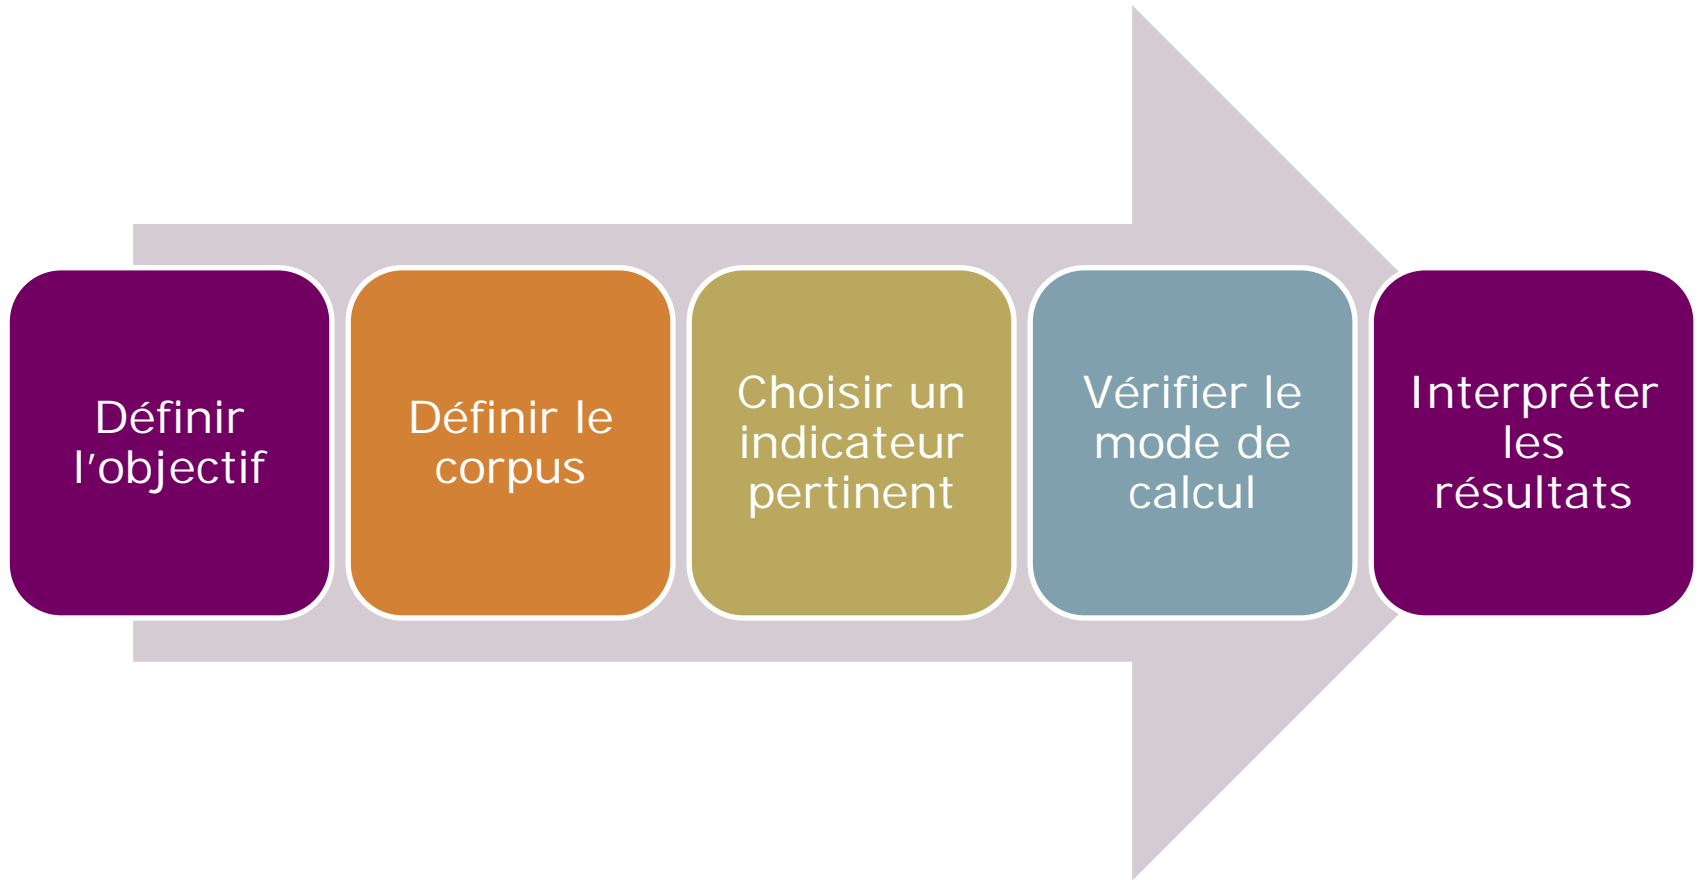 Définir
l'objectif
Définir le
corpus
Choisir un
indicateur
pertinent
Vérifier le
mode de
calcul
Interpréter
les
résultats